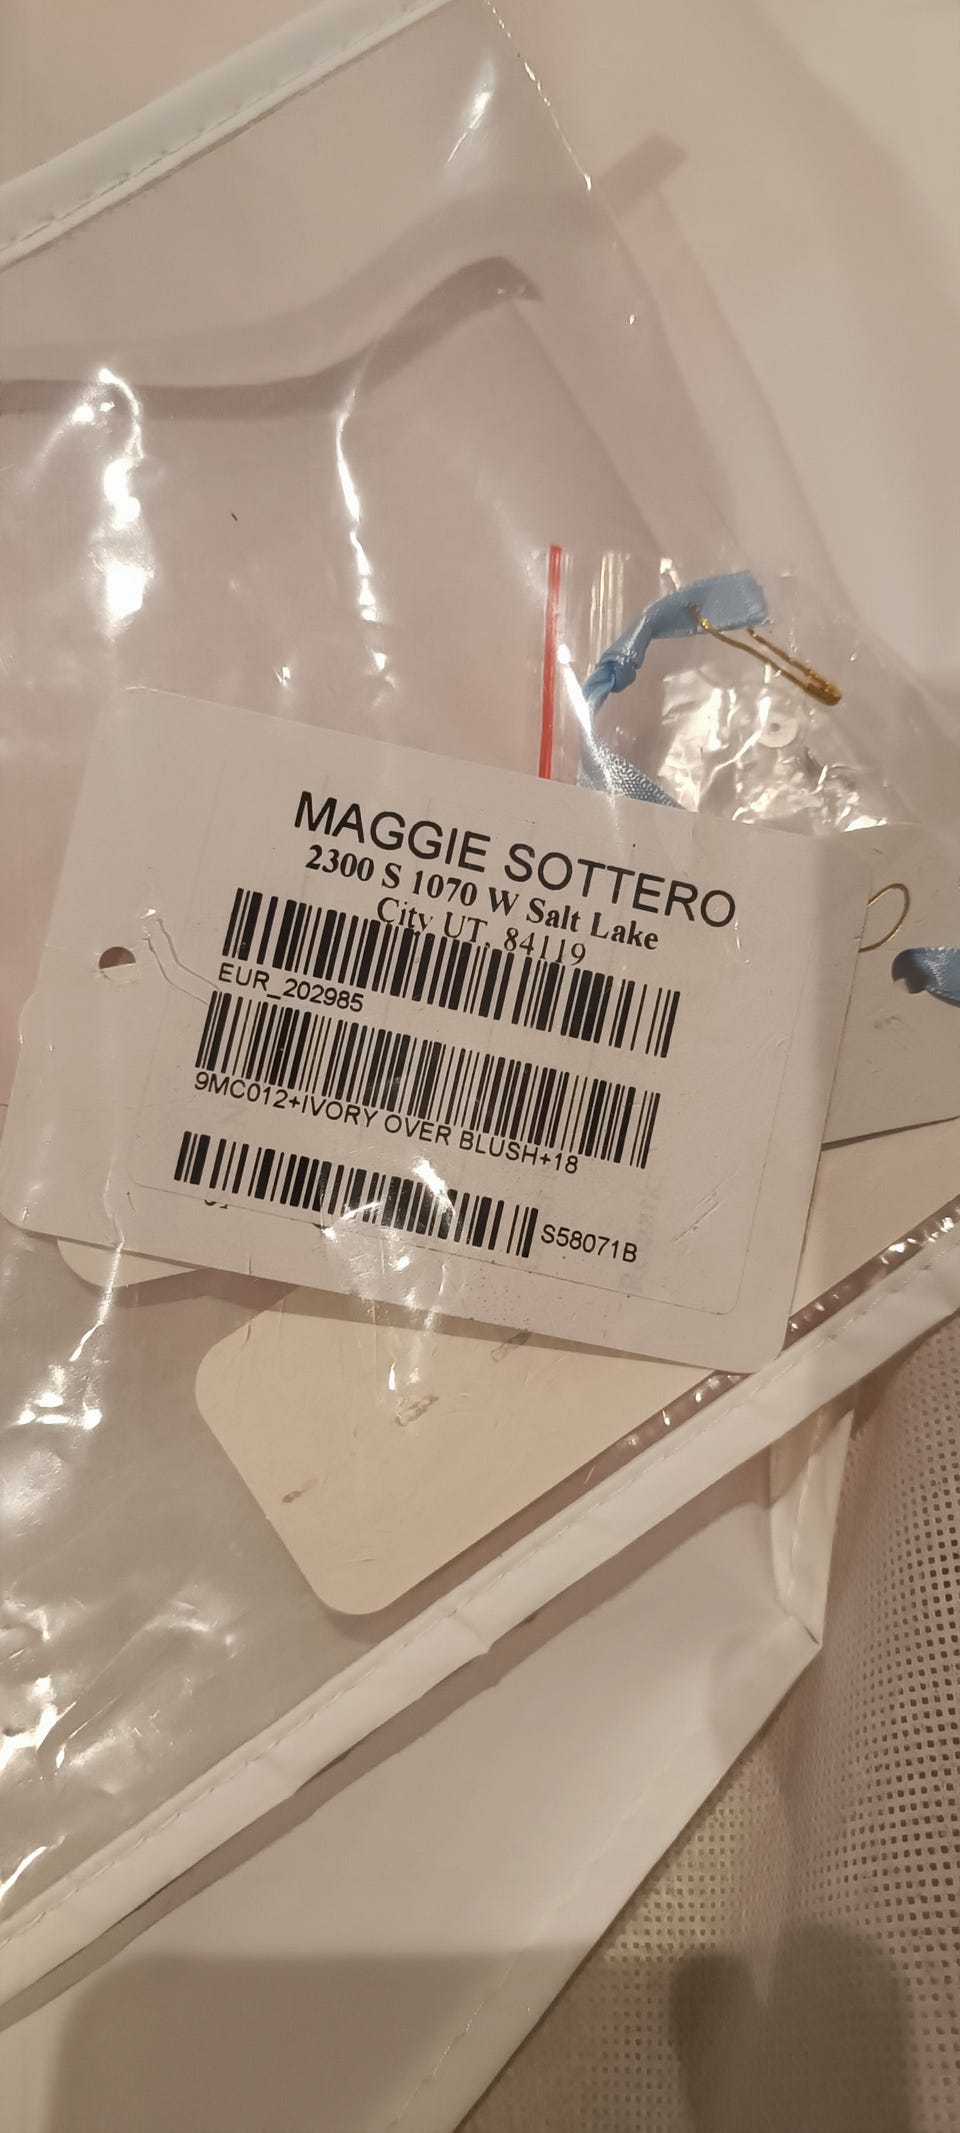 MAGGIE SOTTERO
2300 S 1070 W Salt Lake
City UT, 84119
EUR_202985
9MC012+IVORY OVER BLUSH+18
S58071B